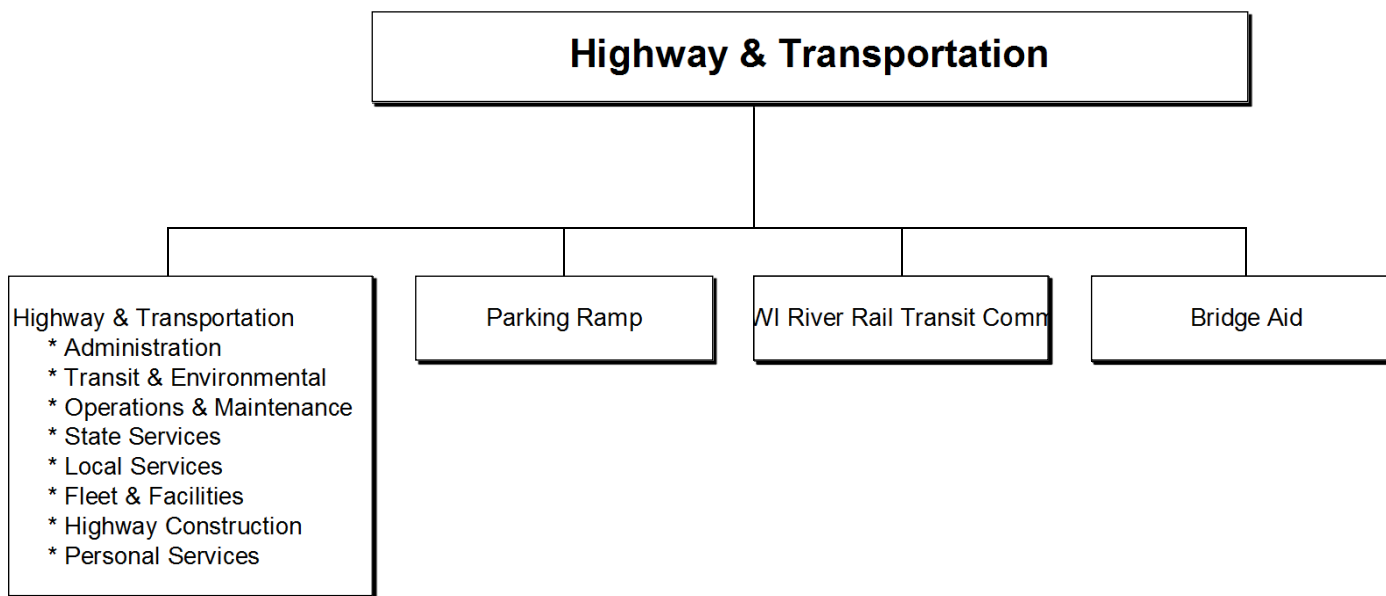 Highway & Transportation
Highway & Transportation
* Administration
* Transit & Environmental
* Operations & Maintenance
* State Services
* Local Services
* Fleet & Facilities
* Highway Construction
* Personal Services
Parking Ramp
WI River Rail Transit Comm
Bridge Aid